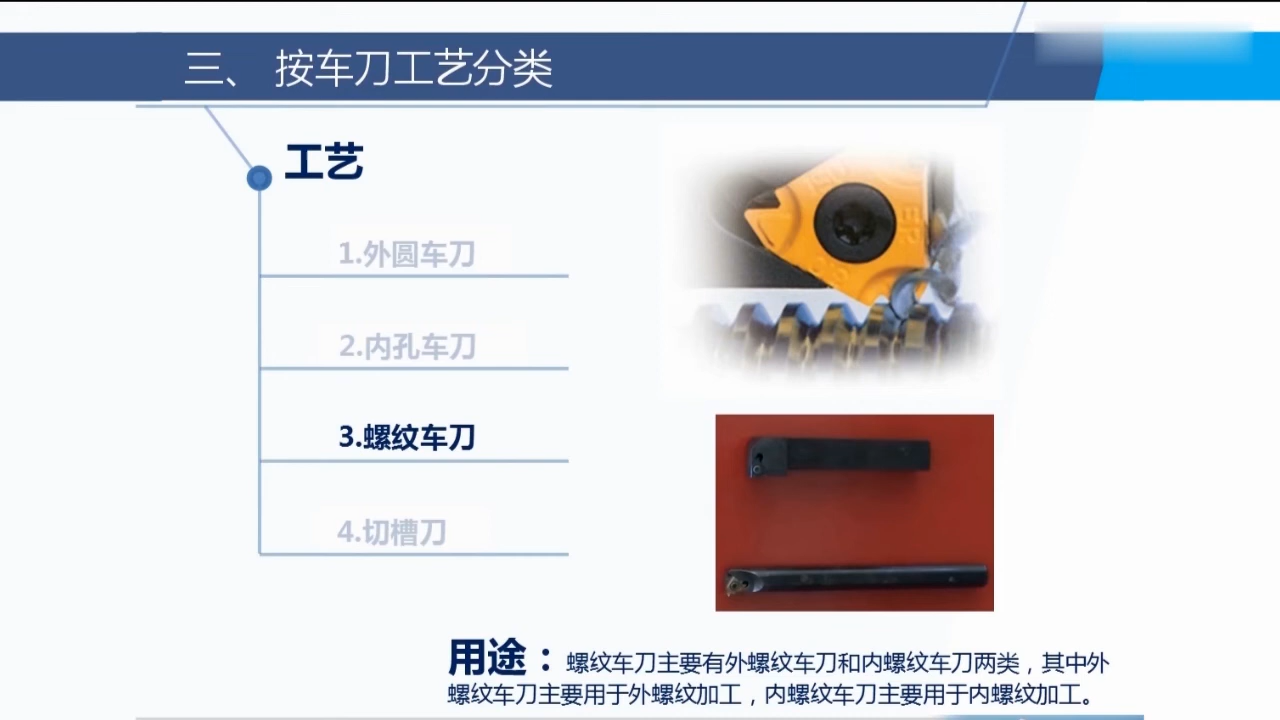 三、 按车刀工艺分类
工艺
1.外圆车刀
2.内孔车刀
3.螺纹车刀
4.切槽刀
用途：螺纹车刀主要有外螺纹车刀和内螺纹车刀两类，其中外
螺纹车刀主要用于外螺纹加工，内螺纹车刀主要用于内螺纹加工。